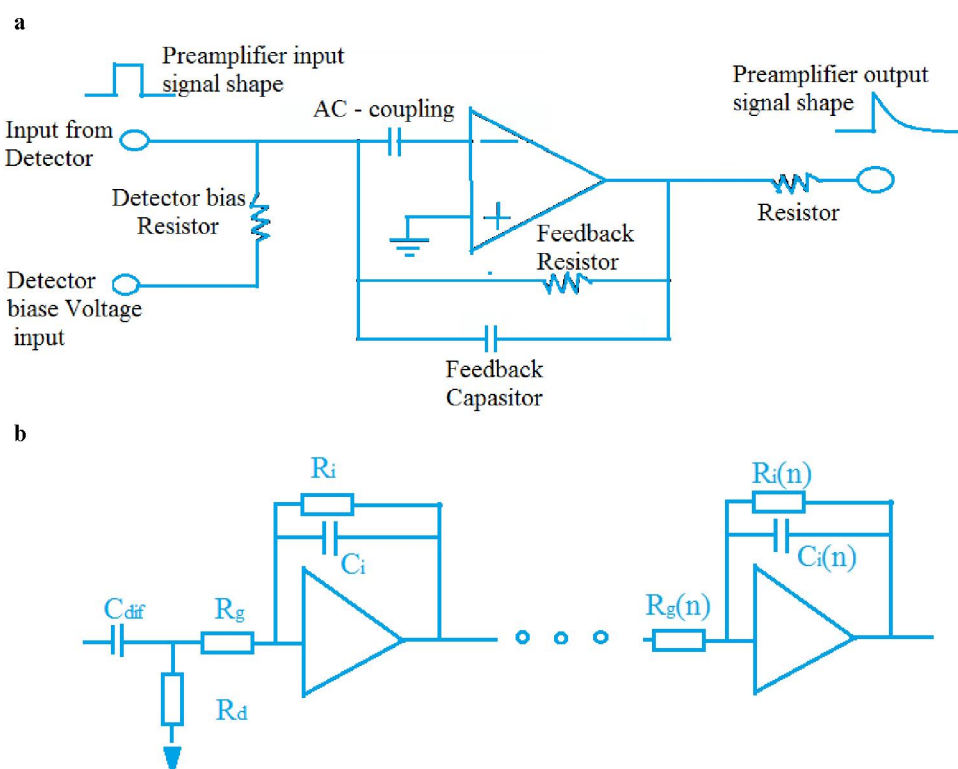 a
Preamplifier input
signal shape
Preamplifier output
signal shape
AC - coupling
Input from
Detector
Detector bias
Resistor
Resistor
Feedback
Resistor
Detector
biase Voltage
input
Feedback
Capasitor
b
Ri
Ri(n)
Ci
Ci(n)
Cdif
Rg
Rg(n)
Rd